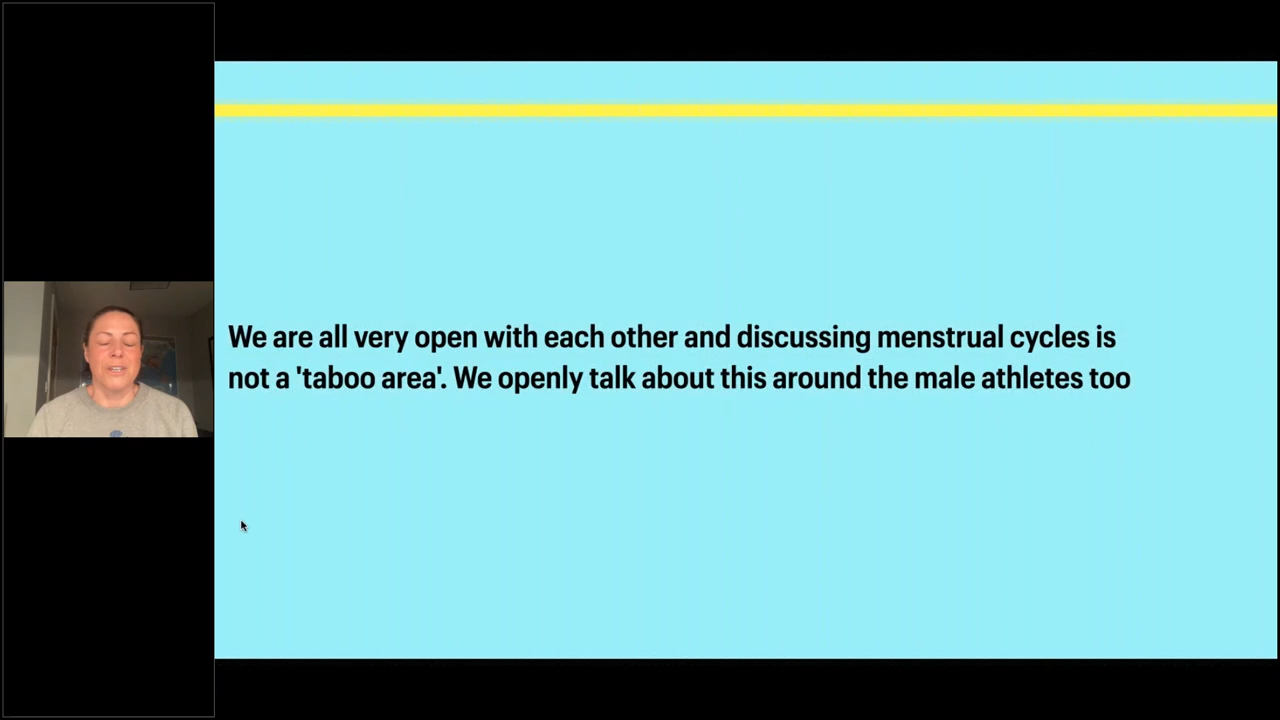 We are all very open with each other and discussing menstrual cycles is
not a 'taboo area'. We openly talk about this around the male athletes too